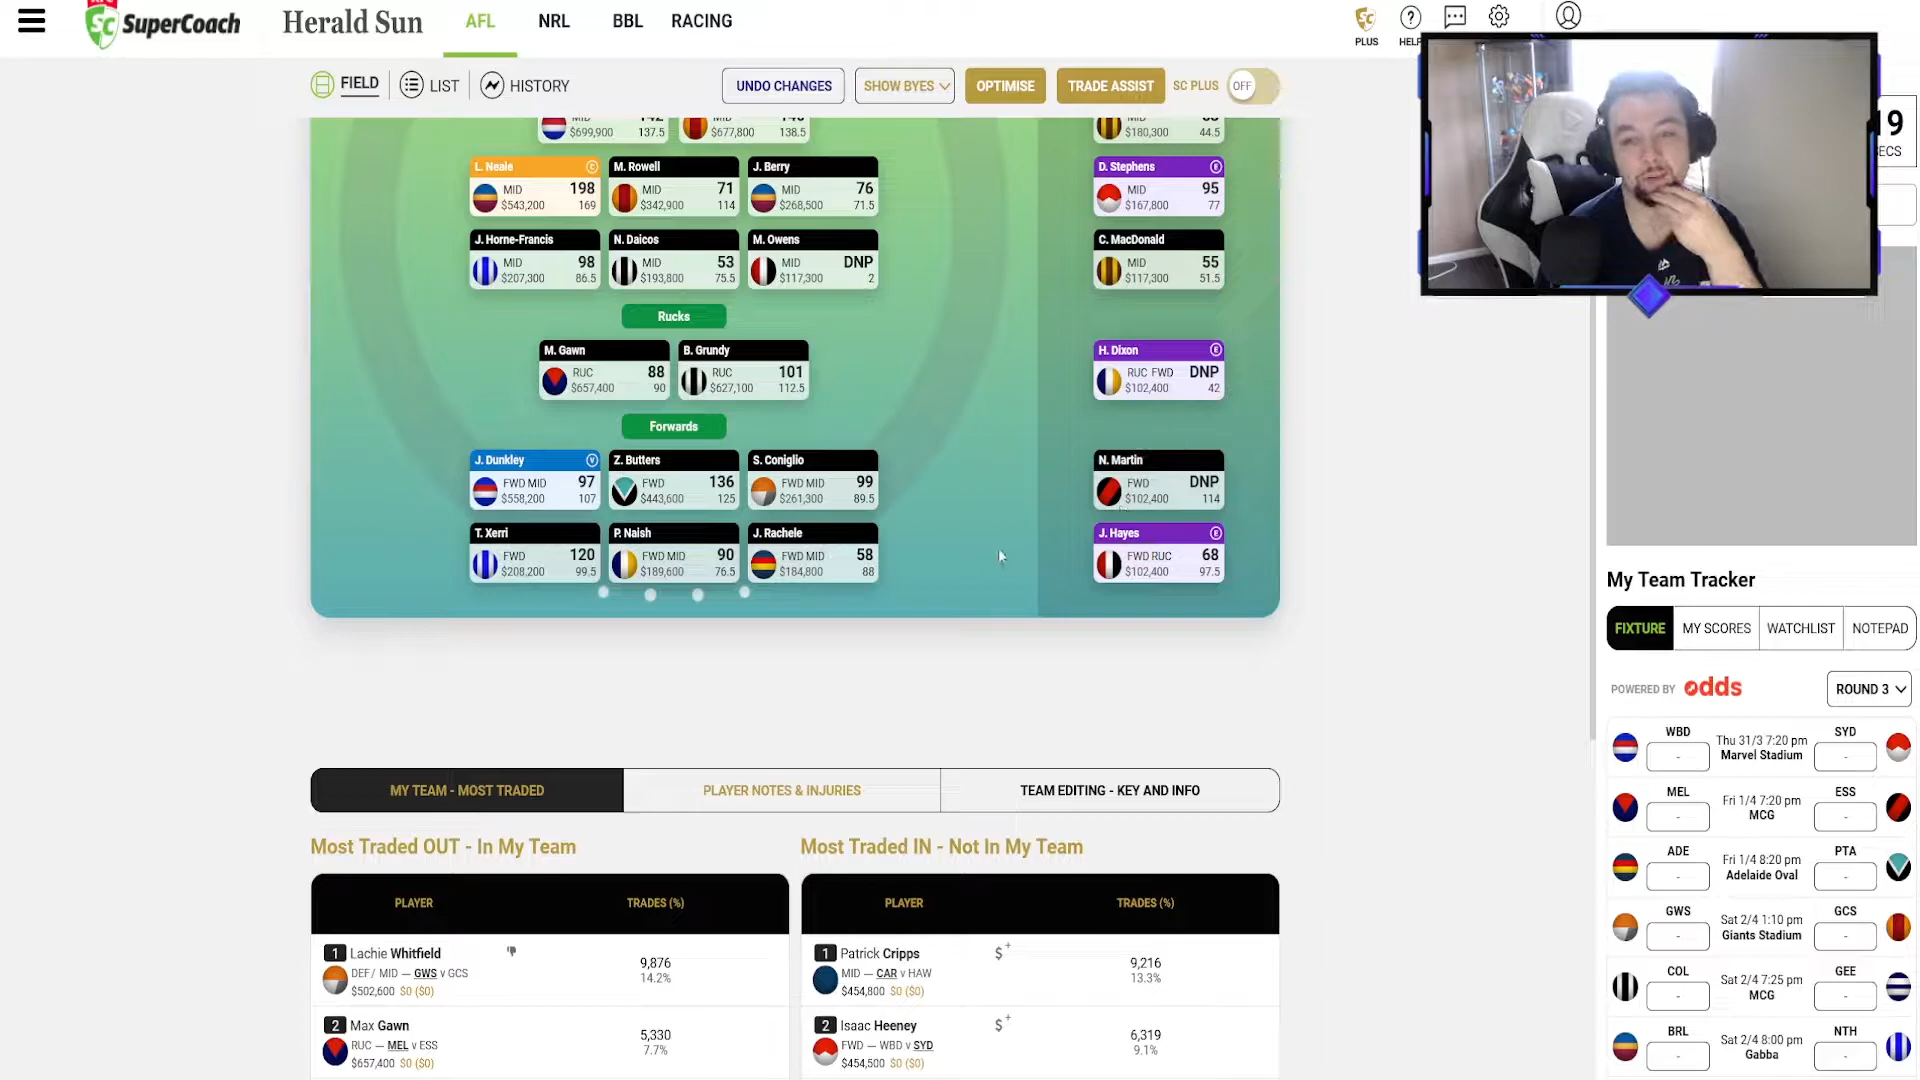 SuperCoach
Herald Sun
AFL NRL BBL RACING
PLUS HELP
FIELD LIST HISTORY
UNDO CHANGES SHOW BYES OPTIMISE TRADE ASSIST SC PLUS OFF
19
ECS
$699,900 137.5 $677,800 138.5 $180,300 44.5
L. Neale C M. Rowell J. Berry D. Stephens E
MID 198 MID 71 MID 76 MID 95
$543,200 169 $342,900 114 $268,500 71.5 $167,800 77
J. Horne-Francis N. Daicos M. Owens C. MacDonald
MID 98 MID 53 MID DNP MID 55
$207,300 86.5 $193,800 75.5 $117,300 2 $117,300 51.5
Rucks
M. Gawn B. Grundy H. Dixon E
RUC 88 RUC 101 RUC FWD DNP
$657,400 90 $627,100 112.5 $102,400 42
Forwards
J. Dunkley V Z. Butters S. Coniglio N. Martin
FWD MID 97 FWD 136 FWD MID 99 FWD DNP
$558,200 107 $443,600 125 $261,300 89.5 $102,400 114
T. Xerri P. Naish J. Rachele J. Hayes E
FWD 120 FWD MID 90 FWD MID 58 FWD RUC 68
$208,200 99.5 $189,600 76.5 $184,800 88 $102,400 97.5
MY TEAM - MOST TRADED PLAYER NOTES & INJURIES TEAM EDITING - KEY AND INFO
Most Traded OUT - In My Team
PLAYER TRADES (%)
1 Lachie Whitfield
DEF / MID — GWS v GCS
$502,600 $0 ($0)
9,876
14.2%
2 Max Gawn
RUC — MEL v ESS
$657,400 $0 ($0)
5,330
7.7%
Most Traded IN - Not In My Team
PLAYER TRADES (%)
1 Patrick Cripps $+
MID — CAR v HAW
$454,800 $0 ($0)
9,216
13.3%
2 Isaac Heeney $+
FWD — WBD v SYD
$454,500 $0 ($0)
6,319
9.1%
My Team Tracker
FIXTURE MY SCORES WATCHLIST NOTEPAD
POWERED BY odds ROUND 3
WBD Thu 31/3 7:20 pm SYD
- Marvel Stadium -
MEL Fri 1/4 7:20 pm ESS
- MCG -
ADE Fri 1/4 8:20 pm PTA
- Adelaide Oval -
GWS Sat 2/4 1:10 pm GCS
- Giants Stadium -
COL Sat 2/4 7:25 pm GEE
- MCG -
BRL Sat 2/4 8:00 pm NTH
- Gabba -